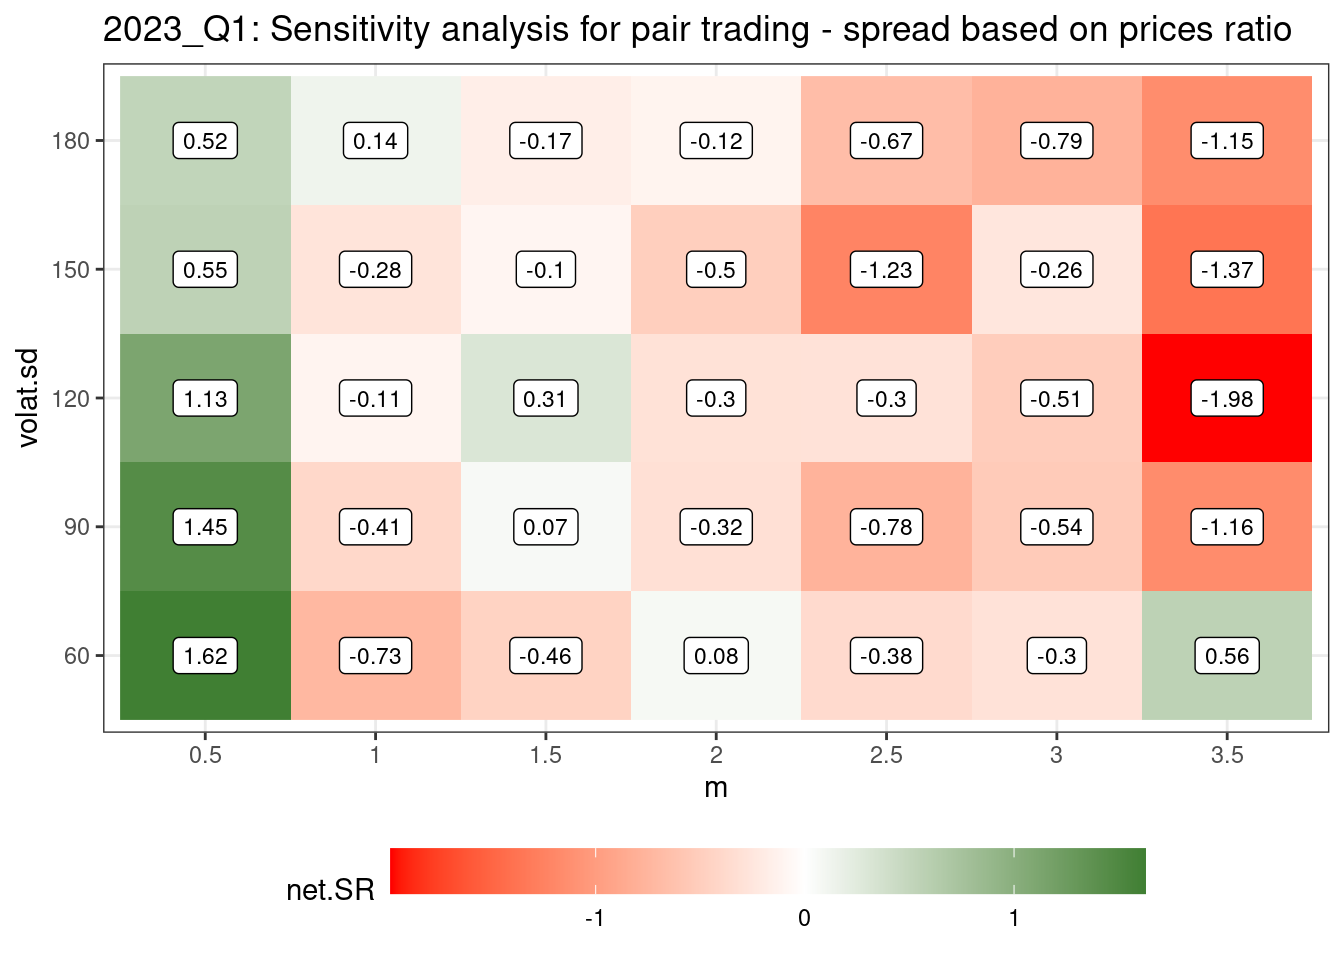 2023_Q1: Sensitivity analysis for pair trading - spread based on prices ratio
volat.sd
180 0.52 0.14 -0.17 -0.12 -0.67 -0.79 -1.15
150 0.55 -0.28 -0.1 -0.5 -1.23 -0.26 -1.37
120 1.13 -0.11 0.31 -0.3 -0.3 -0.51 -1.98
90 1.45 -0.41 0.07 -0.32 -0.78 -0.54 -1.16
60 1.62 -0.73 -0.46 0.08 -0.38 -0.3 0.56
0.5 1 1.5 2 2.5 3 3.5
m
net.SR
-1 0 1